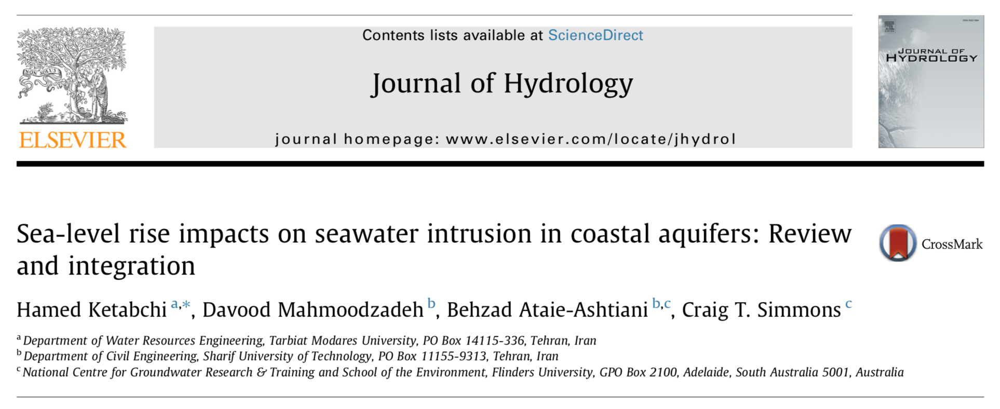 Contents lists available at ScienceDirect
Journal of Hydrology
journal homepage: www.elsevier.com/locate/jhydrol
NON SOLUS
ELSEVIER
JOURNAL OF
HYDROLOGY
Sea-level rise impacts on seawater intrusion in coastal aquifers: Review
and integration
CrossMark
Hamed Ketabchi a,*, Davood Mahmoodzadeh b, Behzad Ataie-Ashtiani b,c, Craig T. Simmons c
a Department of Water Resources Engineering, Tarbiat Modares University, PO Box 14115-336, Tehran, Iran
b Department of Civil Engineering, Sharif University of Technology, PO Box 11155-9313, Tehran, Iran
c National Centre for Groundwater Research & Training and School of the Environment, Flinders University, GPO Box 2100, Adelaide, South Australia 5001, Australia